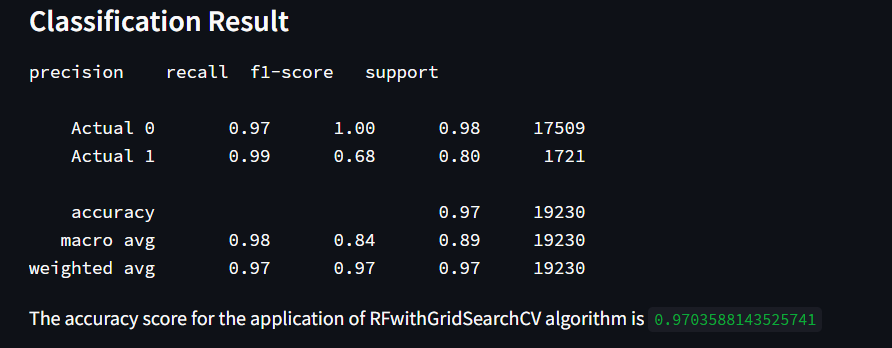 Classification Result
precision    recall  f1-score   support
Actual 0       0.97      1.00      0.98     17509
Actual 1       0.99      0.68      0.80      1721
accuracy                           0.97     19230
macro avg       0.98      0.84      0.89     19230
weighted avg       0.97      0.97      0.97     19230
The accuracy score for the application of RFwithGridSearchCV algorithm is 0.9703588143525741